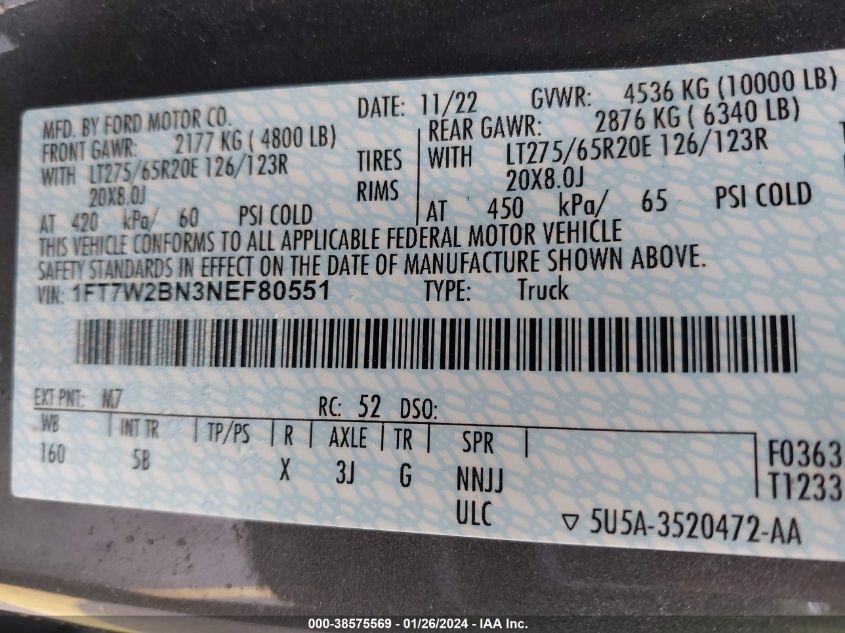 MFD. BY FORD MOTOR CO.
DATE: 11/22 GVWR: 4536 KG (10000 LB)
FRONT GAWR: 2177 KG ( 4800 LB)
REAR GAWR: 2876 KG ( 6340 LB)
WITH LT275/65R20E 126/123R TIRES WITH LT275/65R20E 126/123R
20X8.0J RIMS 20X8.0J
AT 420 kPa/ 60 PSI COLD AT 450 kPa/ 65 PSI COLD
THIS VEHICLE CONFORMS TO ALL APPLICABLE FEDERAL MOTOR VEHICLE
SAFETY STANDARDS IN EFFECT ON THE DATE OF MANUFACTURE SHOWN ABOVE.
VIN: 1FT7W2BN3NEF80551 TYPE: Truck
EXT PNT: M7 RC: 52 DSO:
WB INT TR TP/PS R AXLE TR SPR
160 5B X 3J G NNJJ
F0363
T1233
ULC
5U5A-3520472-AA
000-38575569 - 01/26/2024 - IAA Inc.